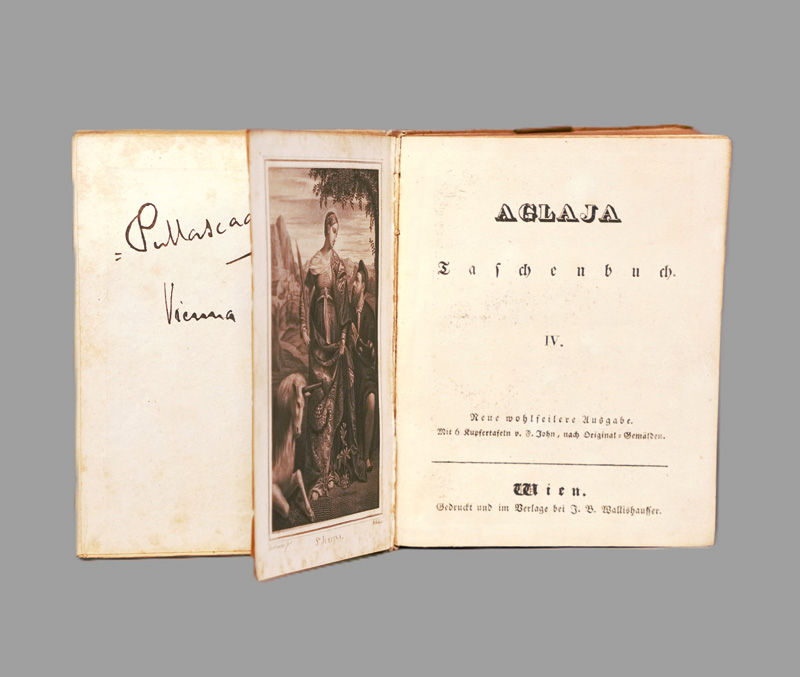 Vienna
AGLAJA
Taschenbuch.
IV.
Neue wohlfeilere Ausgabe.
Mit 6 Kupfertafeln v. F. John, nach Original=Gemälden.
Wien.
Gedruckt und im Verlage bei J. B. Wallishausser.